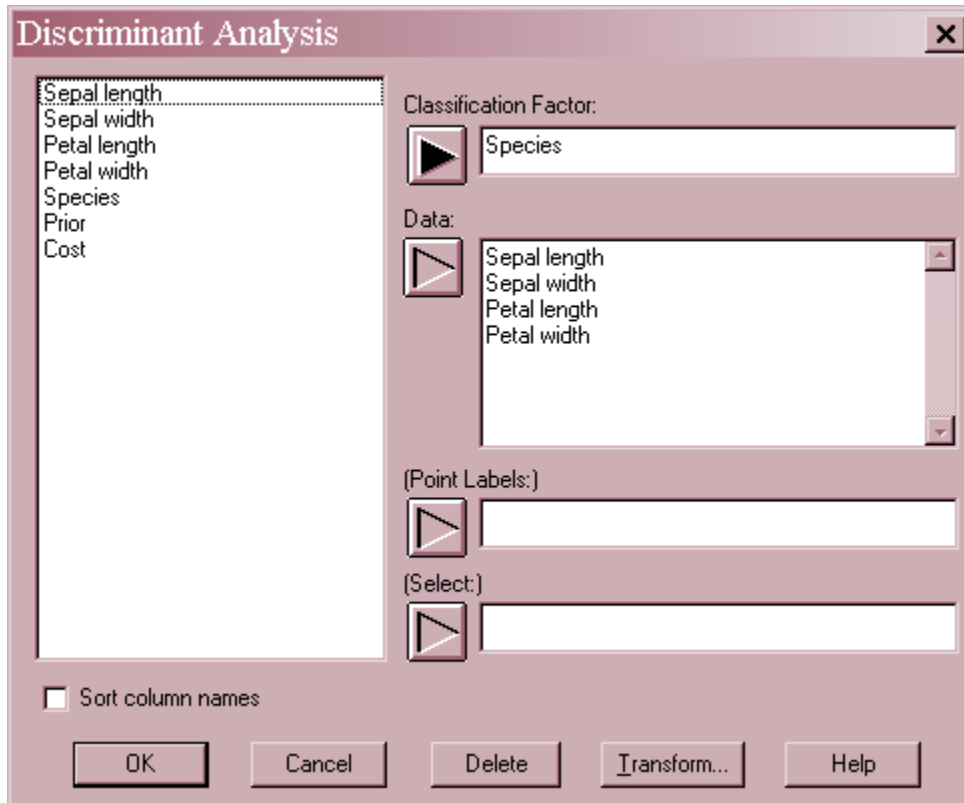 Discriminant Analysis
Sepal length
Sepal width
Petal length
Petal width
Species
Prior
Cost
Classification Factor:
Species
Data:
Sepal length
Sepal width
Petal length
Petal width
(Point Labels:)
(Select:)
Sort column names
OK
Cancel
Delete
Transform...
Help